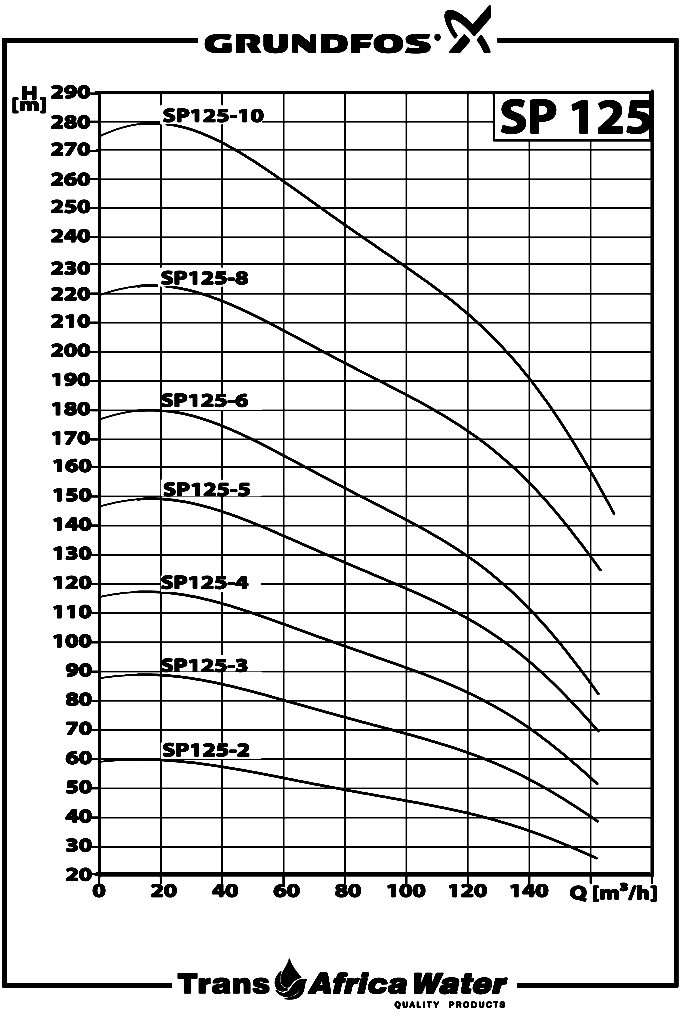 GRUNDFOS
H
[m]
SP 125
290
280
270
260
250
240
230
220
210
200
190
180
170
160
150
140
130
120
110
100
90
80
70
60
50
40
30
20
SP125-10
SP125-8
SP125-6
SP125-5
SP125-4
SP125-3
SP125-2
0 20 40 60 80 100 120 140 Q [m³/h]
Trans Africa Water
QUALITY PRODUCTS